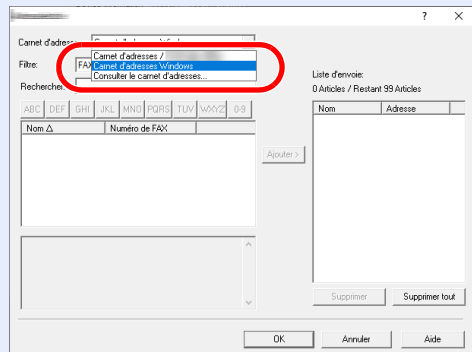 ? X
Carnet d'adresse
Carnet d'adresses /
Filtre: FAX Carnet d'adresses Windows
Consulter le carnet d'adresses...
Rechercher:
Liste d'envoie:
0 Articles / Restant 99 Articles
ABC DEF GHI JKL MNO PQRS TUV WXYZ 0-9
Nom Adresse
Nom Δ Numéro de FAX
Ajouter >
Supprimer Supprimer tout
OK Annuler Aide